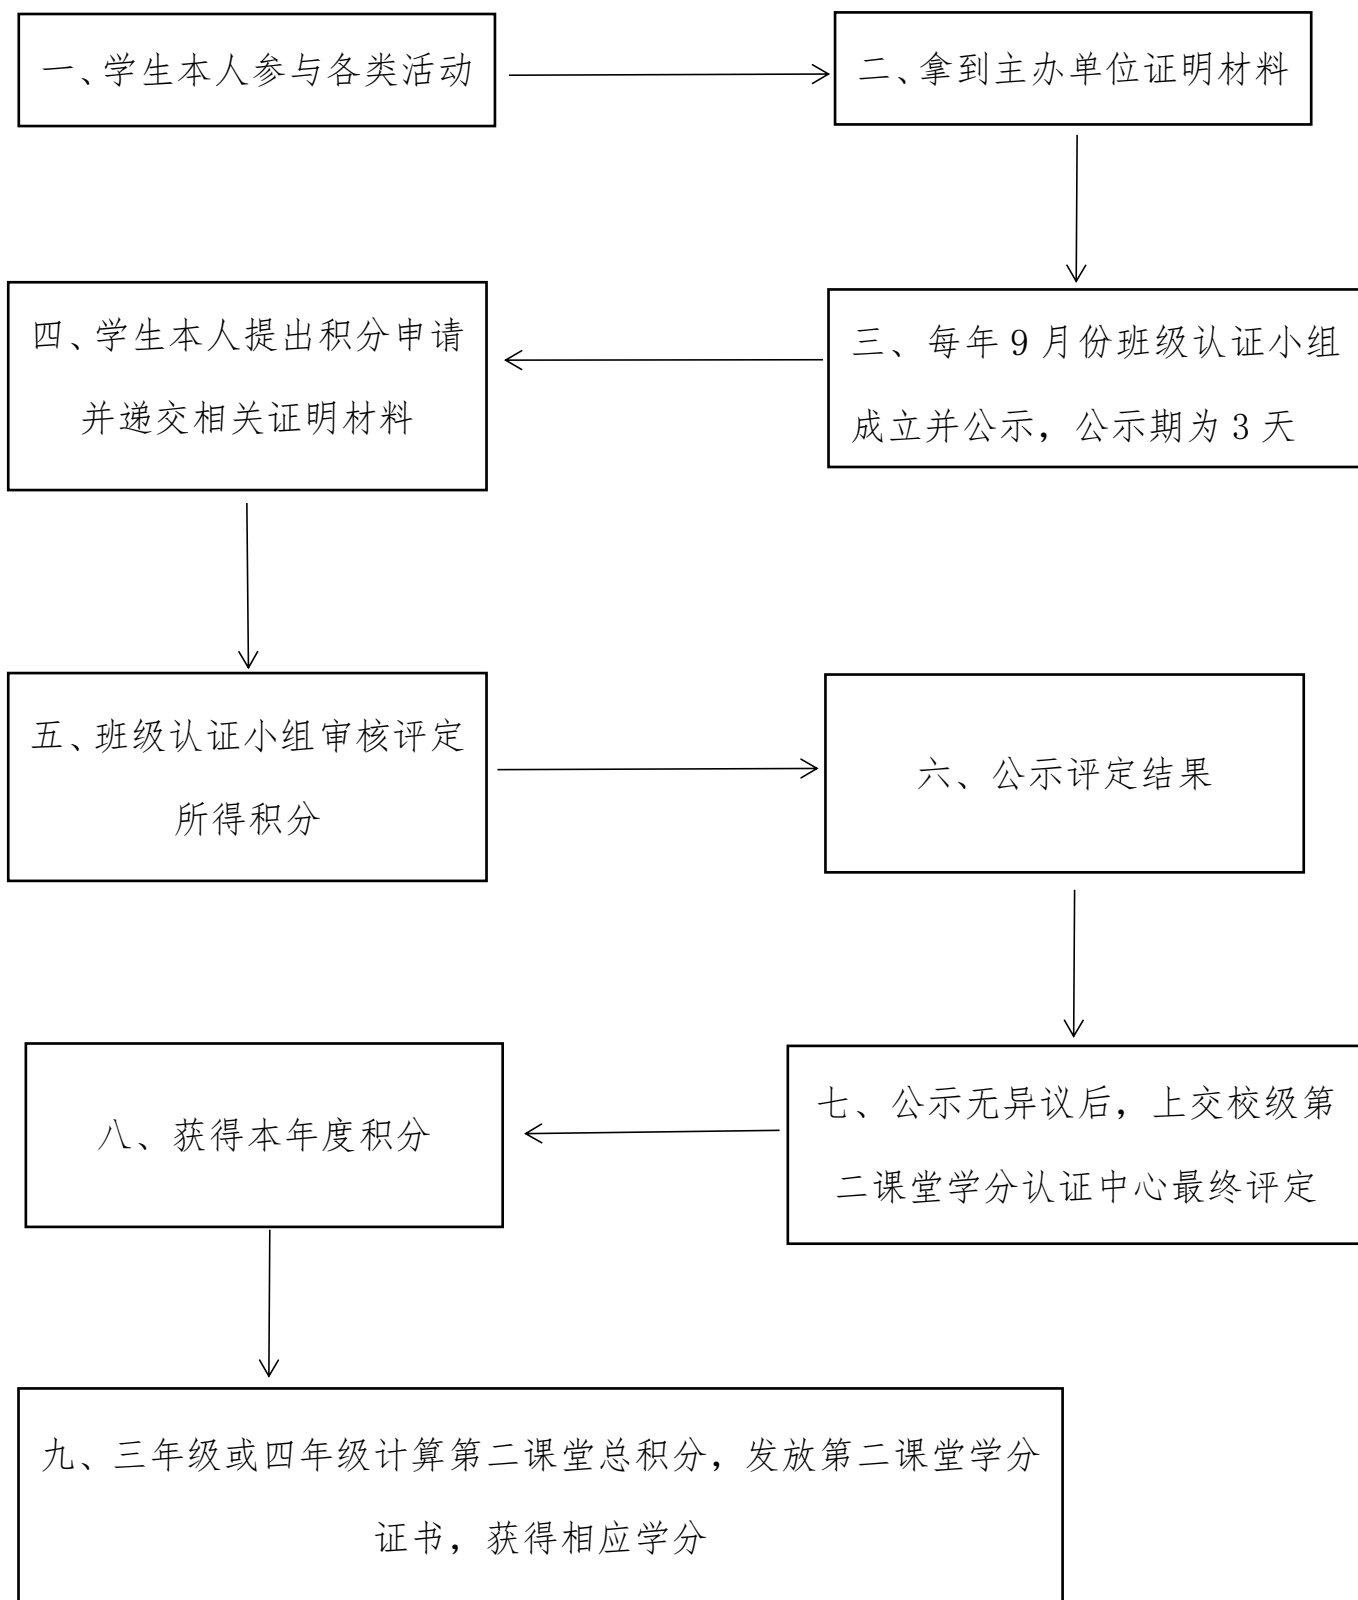 一、学生本人参与各类活动
二、拿到主办单位证明材料
三、每年9月份班级认证小组
成立并公示，公示期为3天
四、学生本人提出积分申请
并递交相关证明材料
五、班级认证小组审核评定
所得积分
六、公示评定结果
七、公示无异议后，上交校级第
二课堂学分认证中心最终评定
八、获得本年度积分
九、三年级或四年级计算第二课堂总积分，发放第二课堂学分
证书，获得相应学分